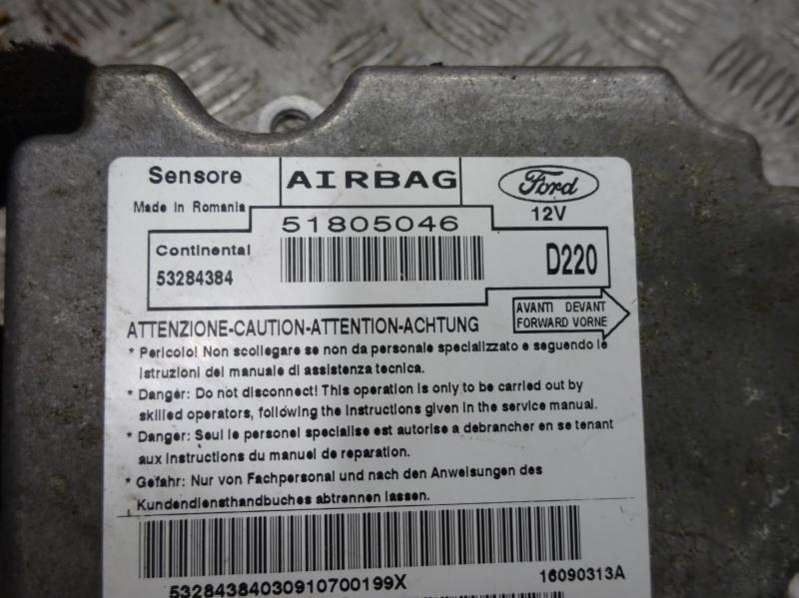 Sensore
AIRBAG
Ford
Made in Romania
12V
51805046
Continental
53284384
D220
AVANTI DEVANT
FORWARD VORNE
ATTENZIONE-CAUTION-ATTENTION-ACHTUNG
* Pericolo! Non scollegare se non da personale specializzato e seguendo le
istruzioni del manuale di assistenza tecnica.
* Danger: Do not disconnect! This operation is only to be carried out by
skilled operators, following the instructions given in the service manual.
* Danger: Seul le personel specialise est autorise a debrancher en se tenant
aux instructions du manuel de reparation.
* Gefahr: Nur von Fachpersonal und nach den Anweisungen des
Kundendiensthandbuches abtrennen lassen.
53284384030910700199X
16090313A